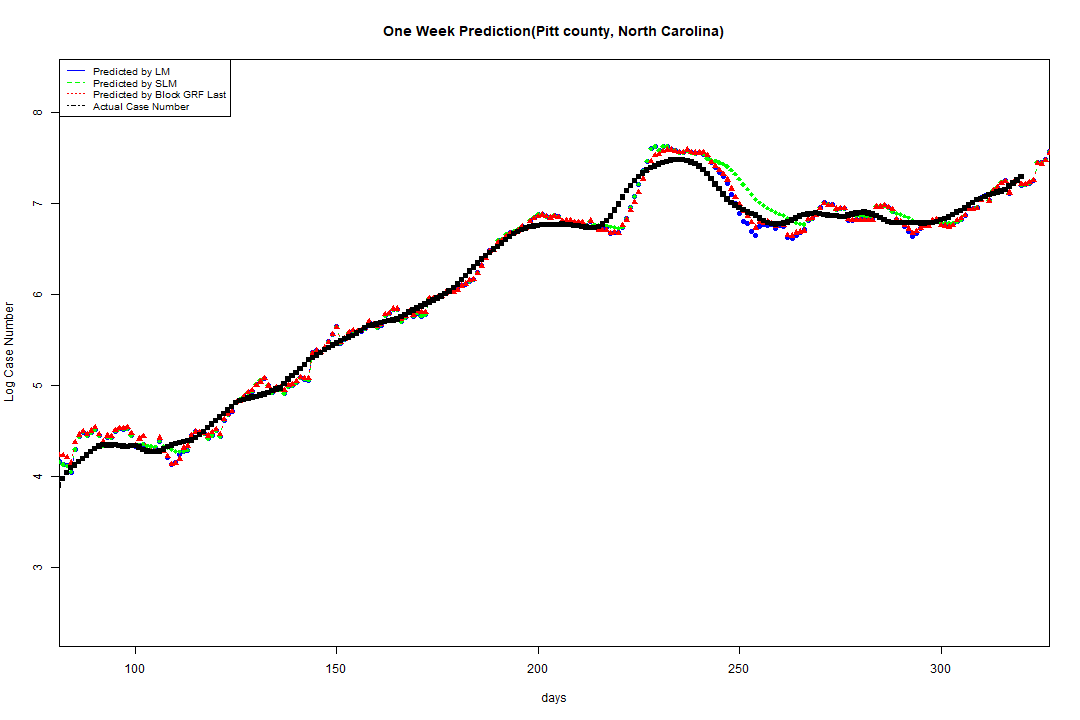 One Week Prediction(Pitt county, North Carolina)
Predicted by LM
Predicted by SLM
Predicted by Block GRF Last
Actual Case Number
8
7
6
5
4
3
Log Case Number
100 150 200 250 300
days